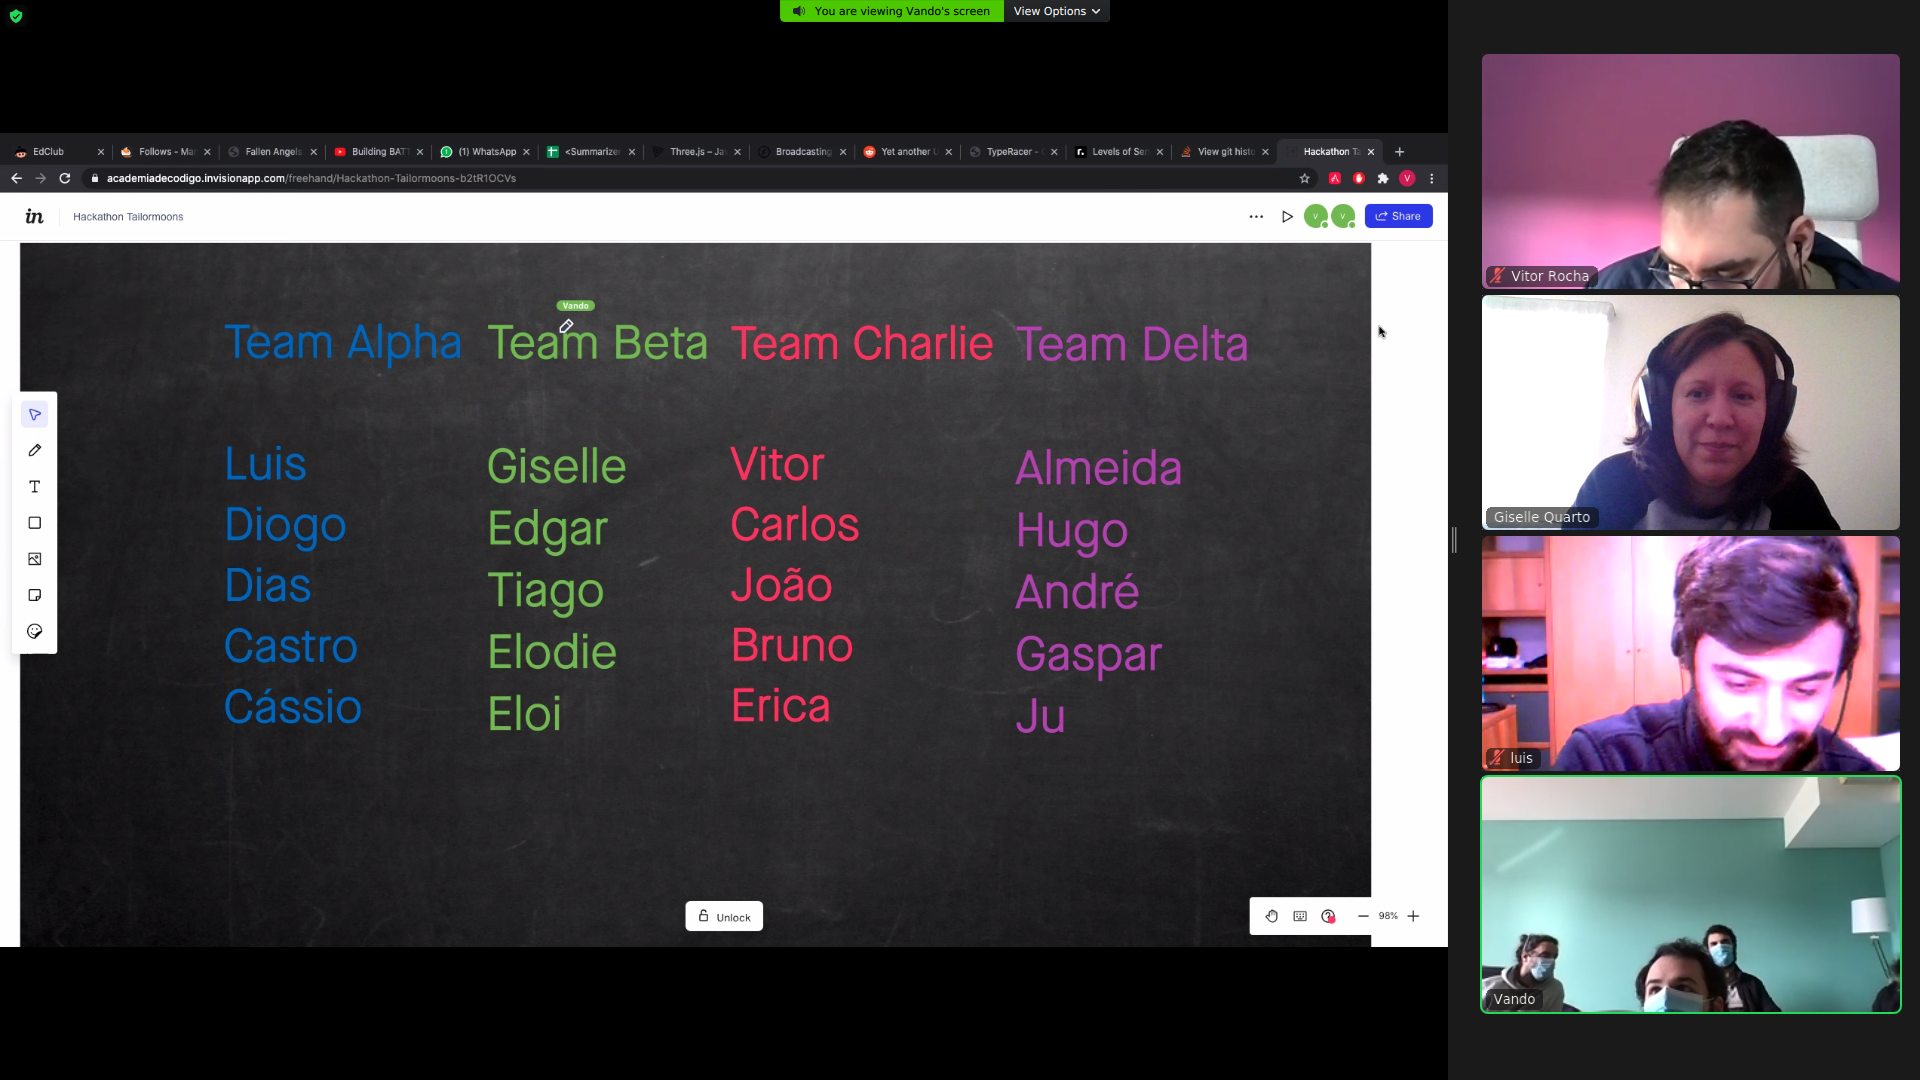 You are viewing Vando's screen
View Options
EdClub
Follows - Ma
Fallen Angels
Building BAT
(1) WhatsApp
<Summarize
Three.js – Ja
Broadcasting
Yet another
TypeRacer -
Levels of Se
View git histo
Hackathon Ta
academiadecodigo.invisionapp.com/freehand/Hackathon-Tailormoons-b2tR1OCVs
V
in
Hackathon Tailormoons
V
V
Share
Vando
Team Alpha
Luis
Diogo
Dias
Castro
Cássio
Team Beta
Giselle
Edgar
Tiago
Elodie
Eloi
Team Charlie
Vitor
Carlos
João
Bruno
Erica
Team Delta
Almeida
Hugo
André
Gaspar
Ju
Unlock
98%
Vitor Rocha
Giselle Quarto
luis
Vando